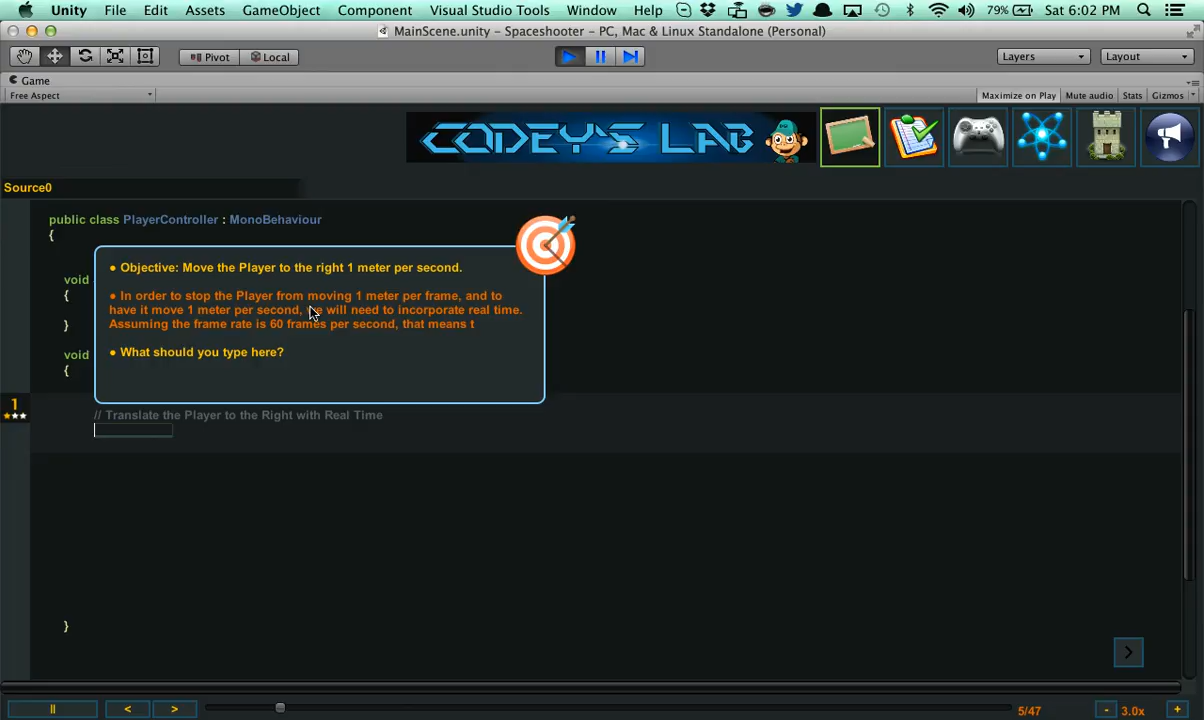 Unity File Edit Assets GameObject Component Visual Studio Tools Window Help 79% Sat 6:02 PM
MainScene.unity – Spaceshooter – PC, Mac & Linux Standalone (Personal)
Pivot Local Layers Layout
Game
Free Aspect Maximize on Play Mute audio Stats Gizmos
CODEY'S LAB
Source0
public class PlayerController : MonoBehaviour
{
● Objective: Move the Player to the right 1 meter per second.
void
{
● In order to stop the Player from moving 1 meter per frame, and to
have it move 1 meter per second, we will need to incorporate real time.
Assuming the frame rate is 60 frames per second, that means t
}
● What should you type here?
void
{
1
// Translate the Player to the Right with Real Time
}
>
|| < > 5/47 - 3.0x +